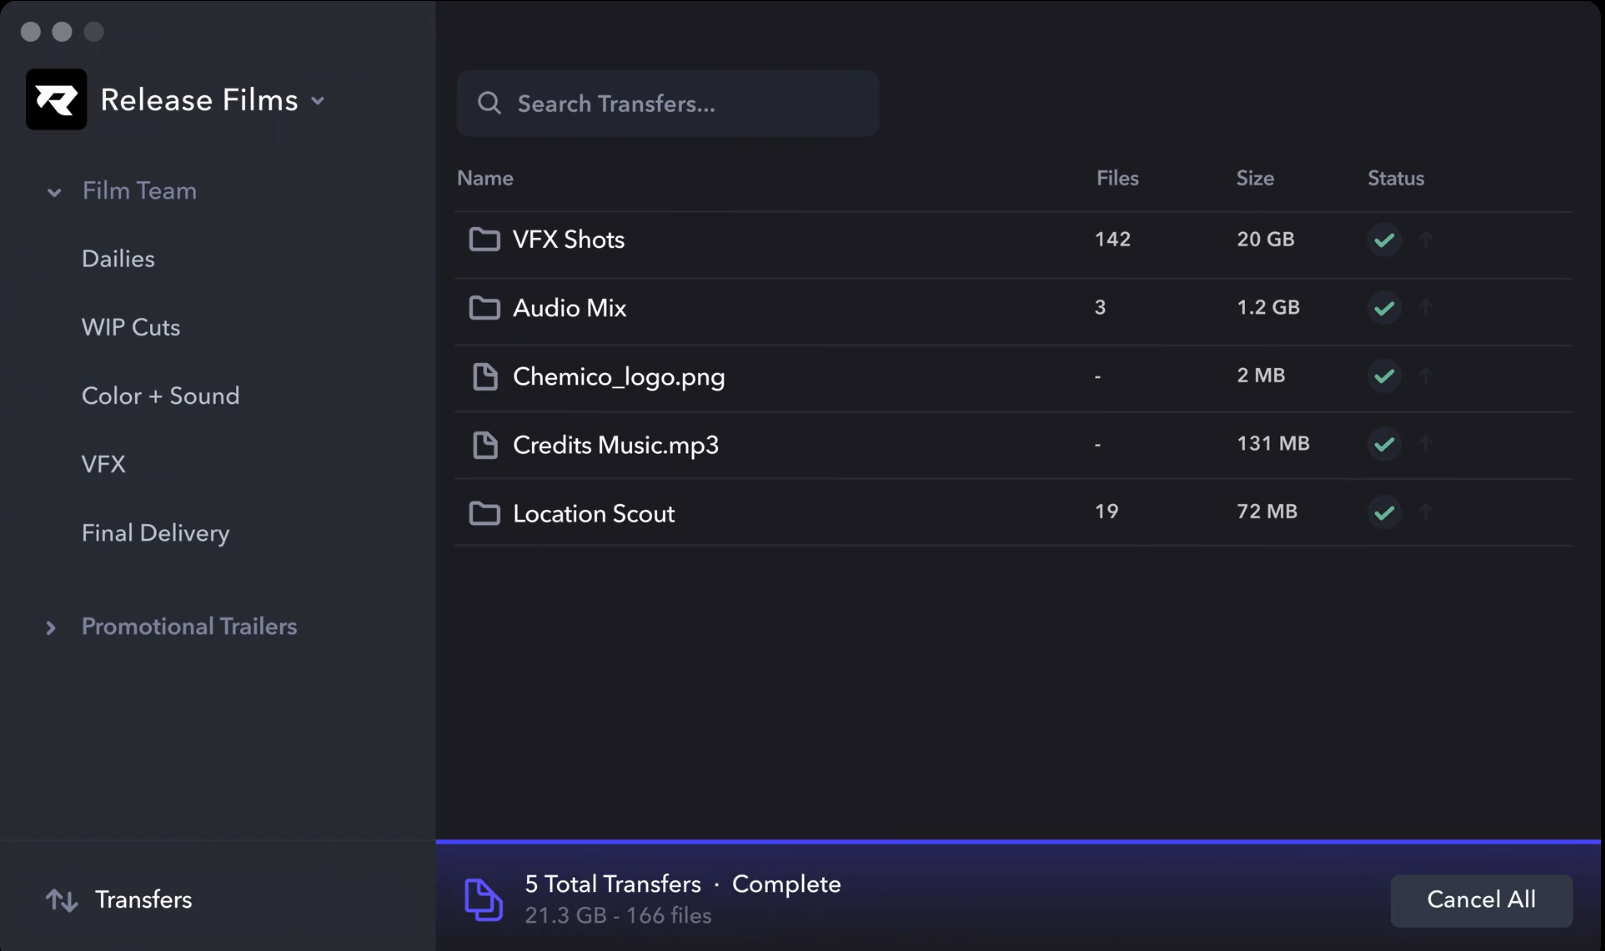 Release Films
Film Team
Dailies
WIP Cuts
Color + Sound
VFX
Final Delivery
Promotional Trailers
Transfers
Search Transfers...
Name Files Size Status
VFX Shots 142 20 GB
Audio Mix 3 1.2 GB
Chemico_logo.png - 2 MB
Credits Music.mp3 - 131 MB
Location Scout 19 72 MB
5 Total Transfers · Complete
21.3 GB - 166 files
Cancel All